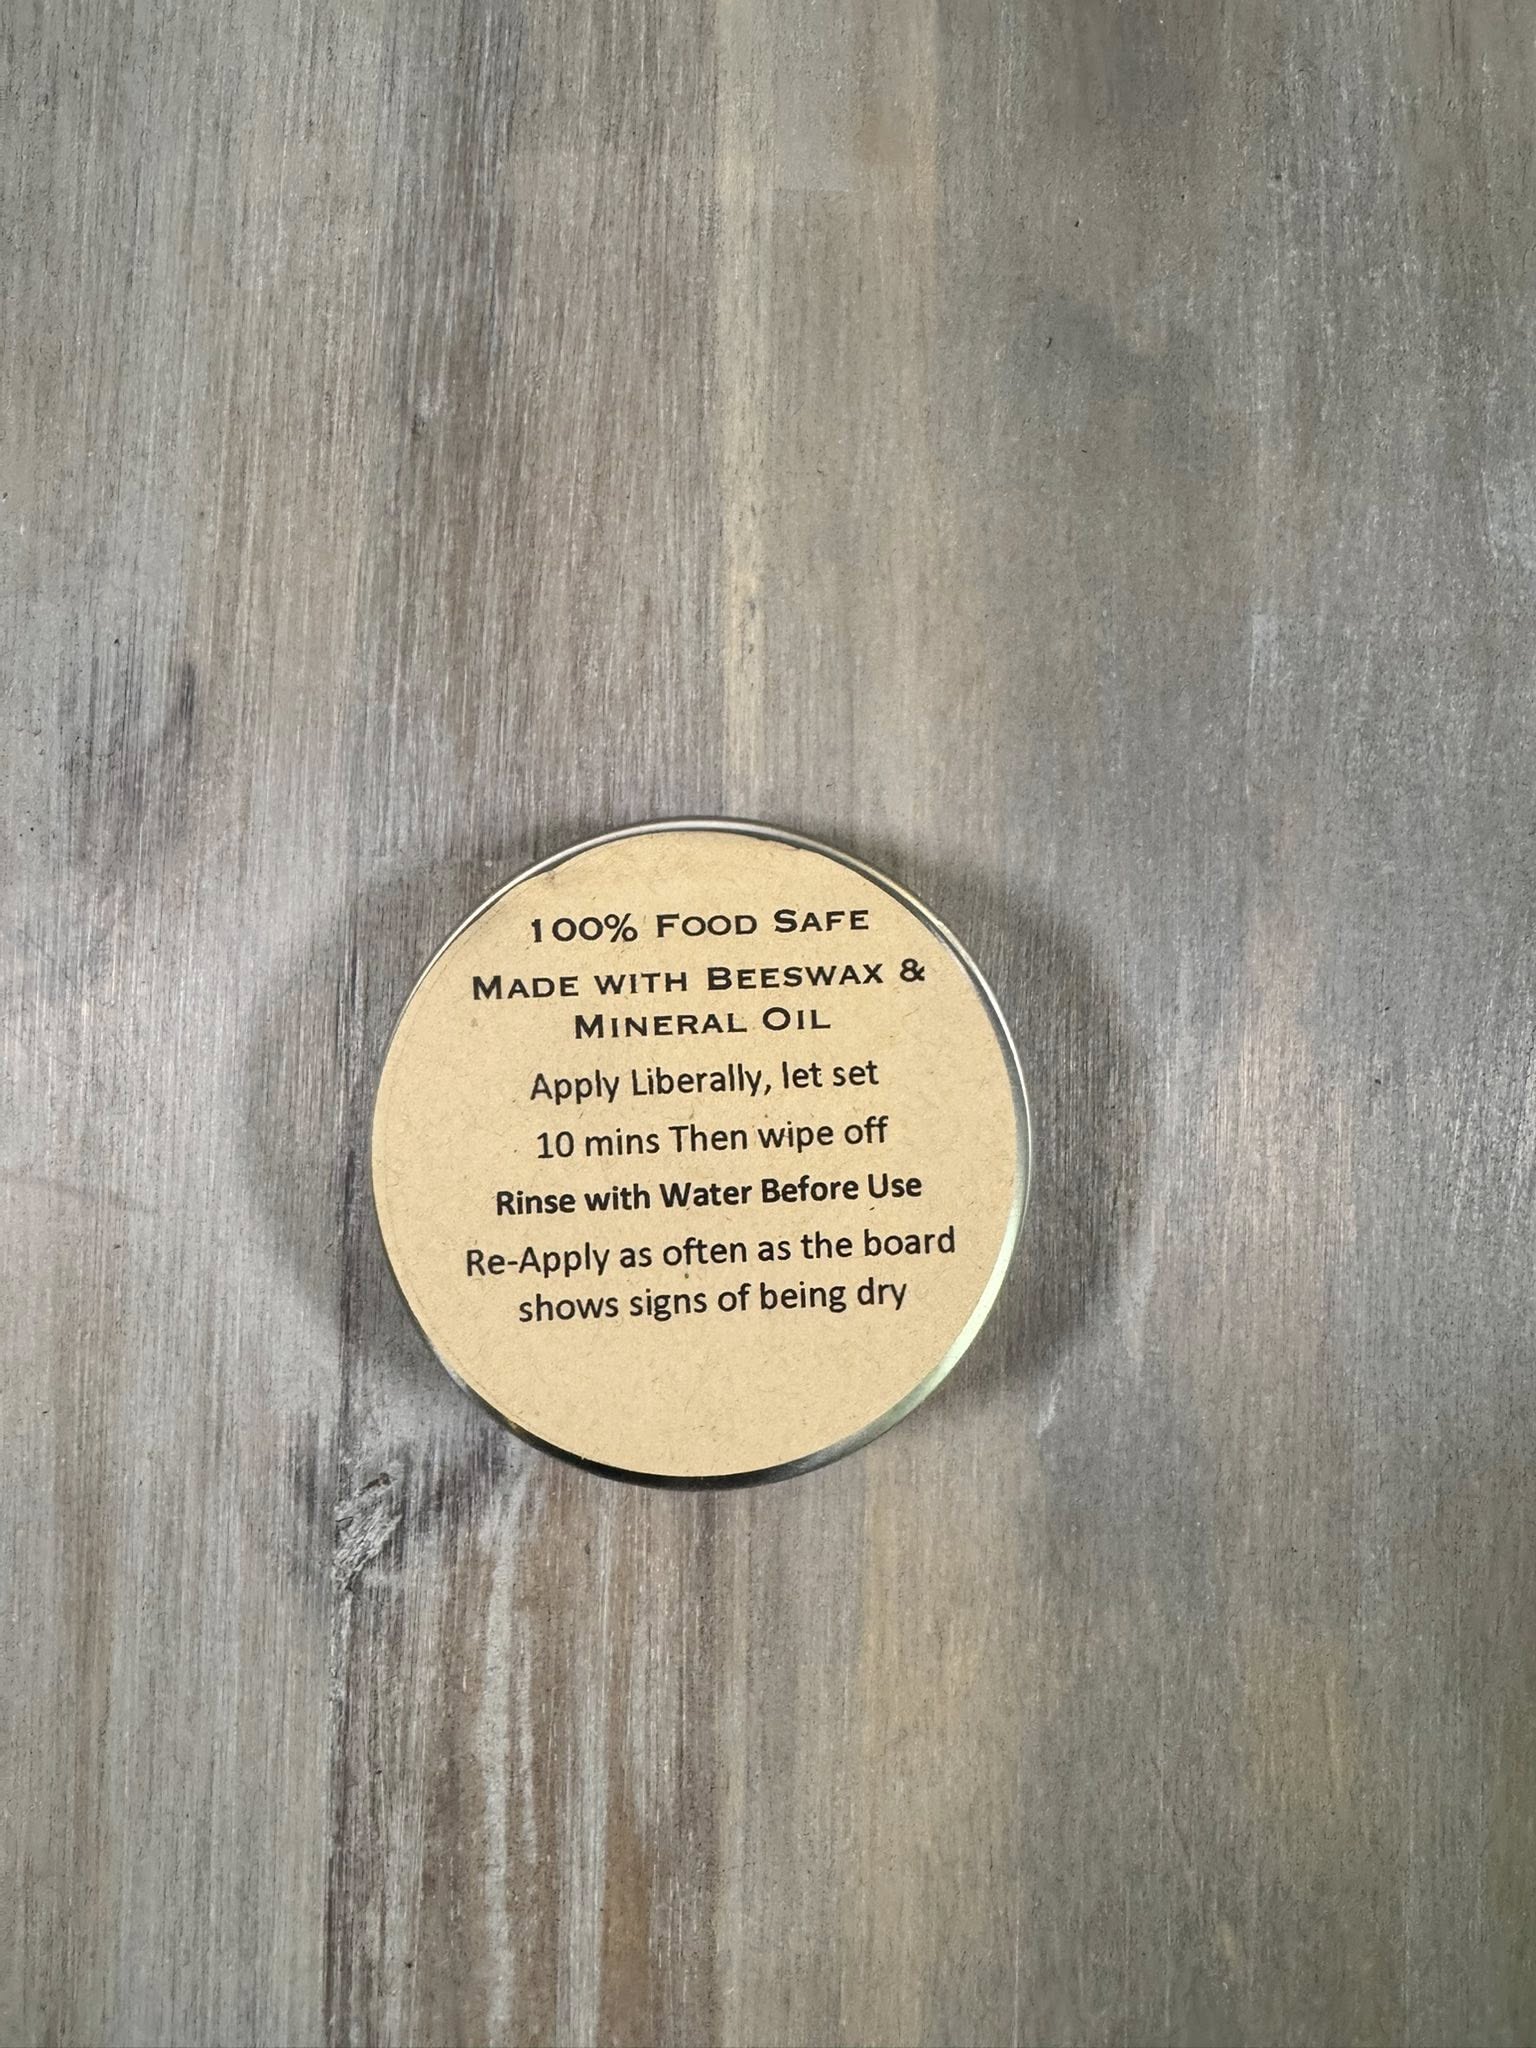 100% Food Safe
Made with Beeswax &
Mineral Oil
Apply Liberally, let set
10 mins Then wipe off
Rinse with Water Before Use
Re-Apply as often as the board
shows signs of being dry